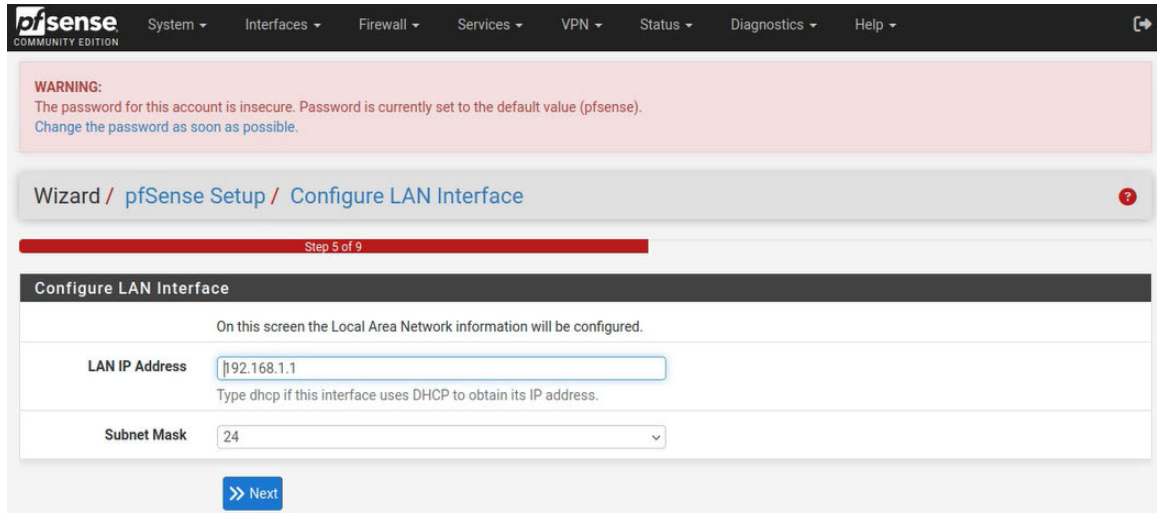 pfsense
COMMUNITY EDITION
System Interfaces Firewall Services VPN Status Diagnostics Help
WARNING:
The password for this account is insecure. Password is currently set to the default value (pfsense).
Change the password as soon as possible.
Wizard / pfSense Setup / Configure LAN Interface
Step 5 of 9
Configure LAN Interface
On this screen the Local Area Network information will be configured.
LAN IP Address 192.168.1.1
Type dhcp if this interface uses DHCP to obtain its IP address.
Subnet Mask 24
Next